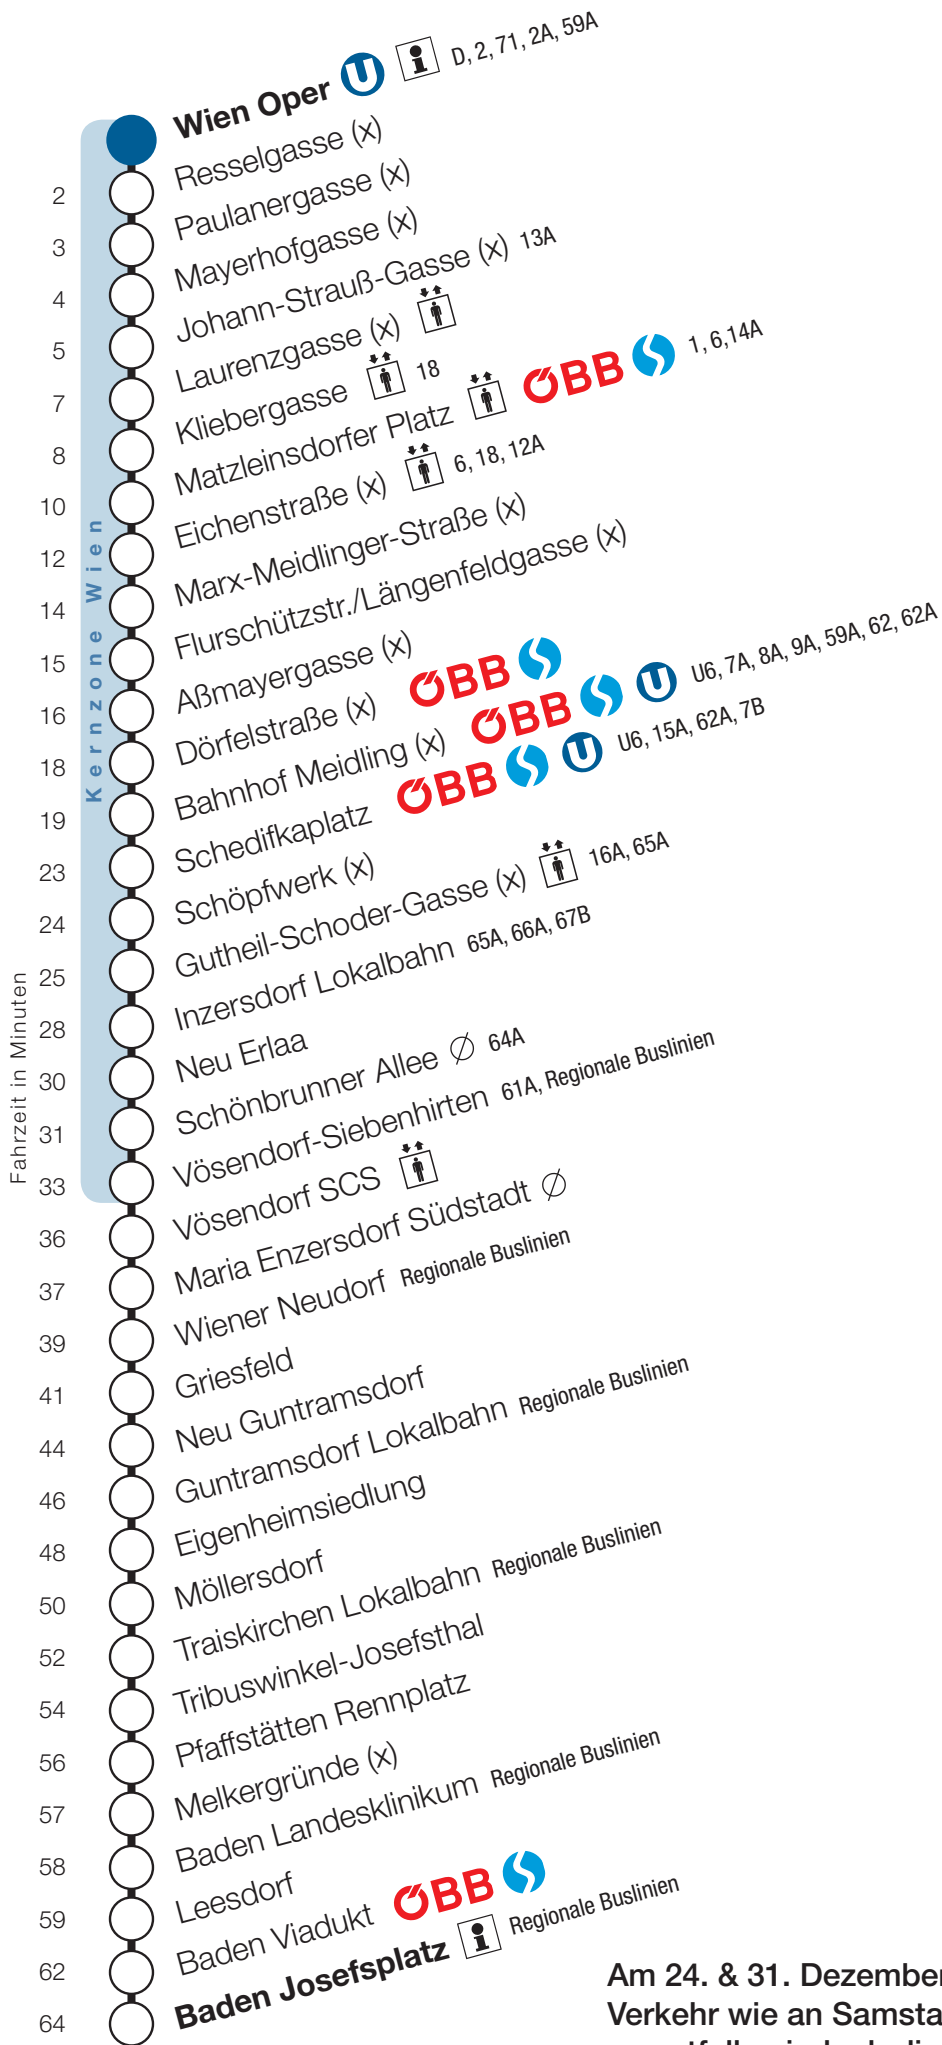 Wien Oper U i D, 2, 71, 2A, 59A
2 Resselgasse (x)
3 Paulanergasse (x)
4 Mayerhofgasse (x)
5 Johann-Strauß-Gasse (x) 13A
7 Laurenzgasse (x)
8 Kliebergasse 18
10 Matzleinsdorfer Platz ÖBB S 1, 6,14A
12 Eichenstraße (x) 6, 18, 12A
14 Marx-Meidlinger-Straße (x)
15 Flurschützstr./Längenfeldgasse (x)
16 Aßmayergasse (x)
18 Dörfelstraße (x) ÖBB S
19 Bahnhof Meidling (x) ÖBB S U U6, 7A, 8A, 9A, 59A, 62, 62A
23 Schedifkaplatz ÖBB S U U6, 15A, 62A, 7B
24 Schöpfwerk (x)
25 Gutheil-Schoder-Gasse (x) 16A, 65A
28 Inzersdorf Lokalbahn 65A, 66A, 67B
30 Neu Erlaa
31 Schönbrunner Allee ∅ 64A
33 Vösendorf-Siebenhirten 61A, Regionale Buslinien
36 Vösendorf SCS
37 Maria Enzersdorf Südstadt ∅
39 Wiener Neudorf Regionale Buslinien
41 Griesfeld
44 Neu Guntramsdorf
46 Guntramsdorf Lokalbahn Regionale Buslinien
48 Eigenheimsiedlung
50 Möllersdorf
52 Traiskirchen Lokalbahn Regionale Buslinien
54 Tribuswinkel-Josefsthal
56 Pfaffstätten Rennplatz
57 Melkergründe (x)
58 Baden Landesklinikum Regionale Buslinien
59 Leesdorf
62 Baden Viadukt ÖBB S
64 Baden Josefsplatz i Regionale Buslinien
Kernzone Wien
Fahrzeit in Minuten
Am 24. & 31. Dezember
Verkehr wie an Samsta